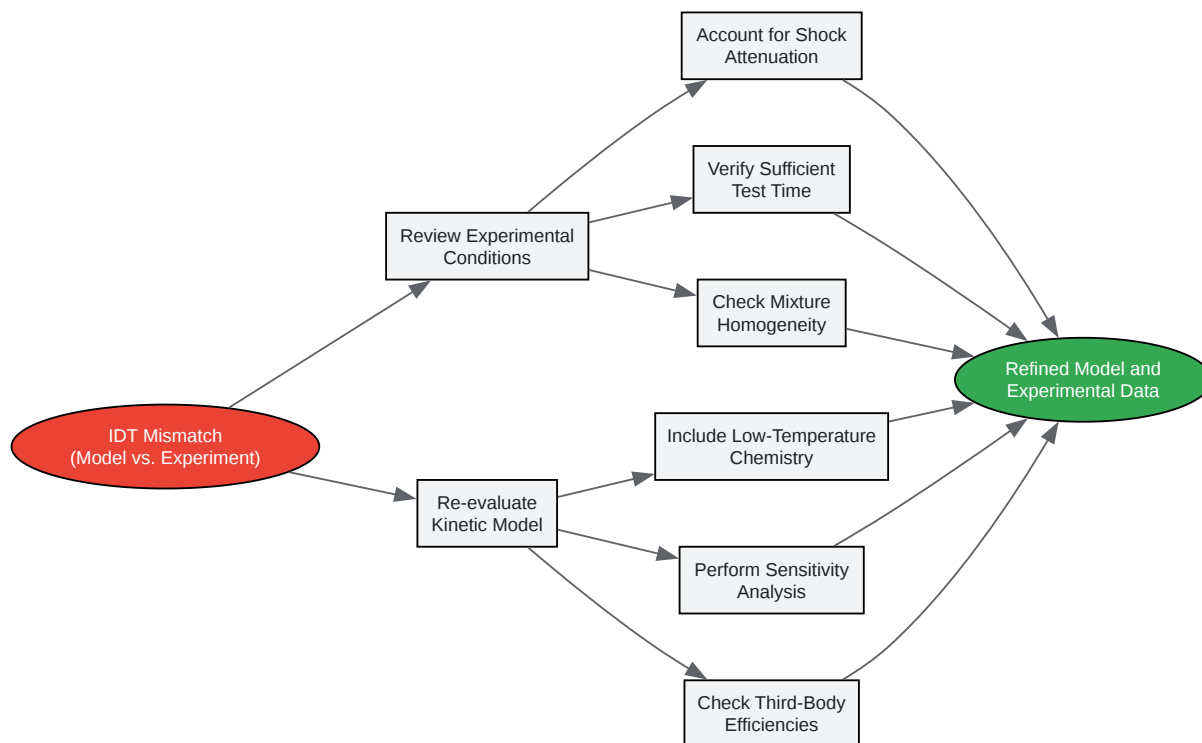 IDT Mismatch
(Model vs. Experiment)
Review Experimental
Conditions
Re-evaluate
Kinetic Model
Account for Shock
Attenuation
Verify Sufficient
Test Time
Check Mixture
Homogeneity
Include Low-Temperature
Chemistry
Perform Sensitivity
Analysis
Check Third-Body
Efficiencies
Refined Model and
Experimental Data